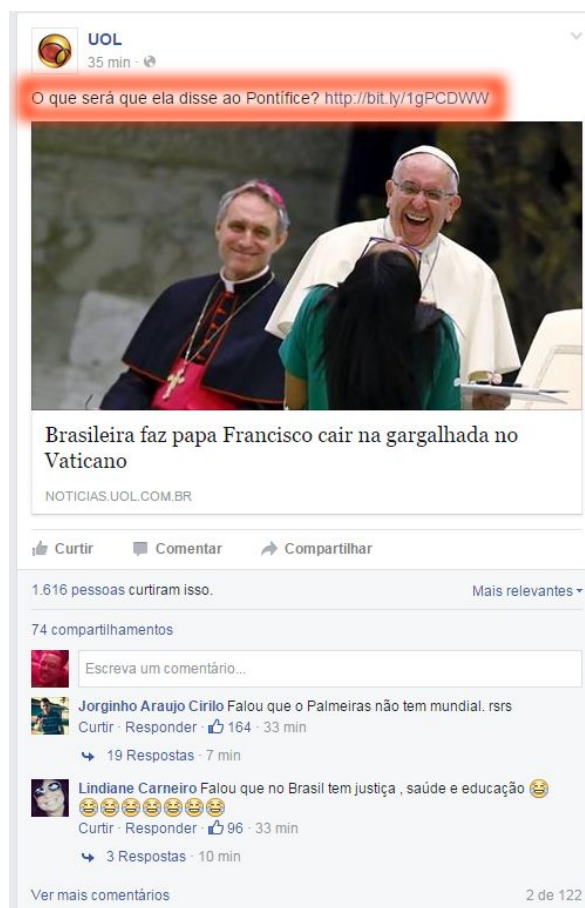 UOL
35 min ·
O que será que ela disse ao Pontífice? http://bit.ly/1gPCDWW
Brasileira faz papa Francisco cair na gargalhada no
Vaticano
NOTICIAS.UOL.COM.BR
Curtir Comentar Compartilhar
1.616 pessoas curtiram isso. Mais relevantes
74 compartilhamentos
Escreva um comentário...
Jorginho Araujo Cirilo Falou que o Palmeiras não tem mundial. rsrs
Curtir · Responder · 164 · 33 min
19 Respostas · 7 min
Lindiane Carneiro Falou que no Brasil tem justiça , saúde e educação 😂
😂😂😂😂😂😂😂
Curtir · Responder · 96 · 33 min
3 Respostas · 10 min
Ver mais comentários 2 de 122